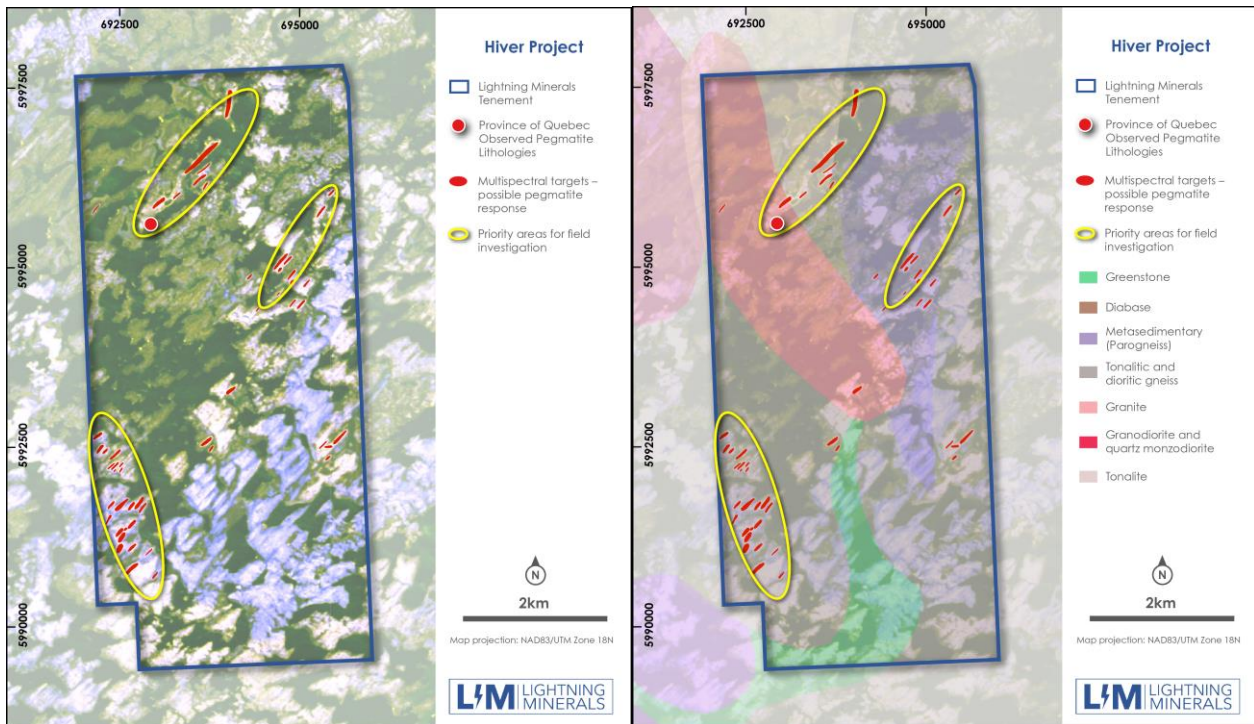 692500
695000
5997500
5995000
5992500
5990000
Hiver Project
Lightning Minerals
Tenement
Province of Quebec
Observed Pegmatite
Lithologies
Multispectral targets –
possible pegmatite
response
Priority areas for field
investigation
N
2km
Map projection: NAD83/UTM Zone 18N
LM LIGHTNING
MINERALS
692500
695000
5997500
5995000
5992500
5990000
Hiver Project
Lightning Minerals
Tenement
Province of Quebec
Observed Pegmatite
Lithologies
Multispectral targets –
possible pegmatite
response
Priority areas for field
investigation
Greenstone
Diabase
Metasedimentary
(Parogneiss)
Tonalitic and
dioritic gneiss
Granite
Granodiorite and
quartz monzodiorite
Tonalite
N
2km
Map projection: NAD83/UTM Zone 18N
LM LIGHTNING
MINERALS